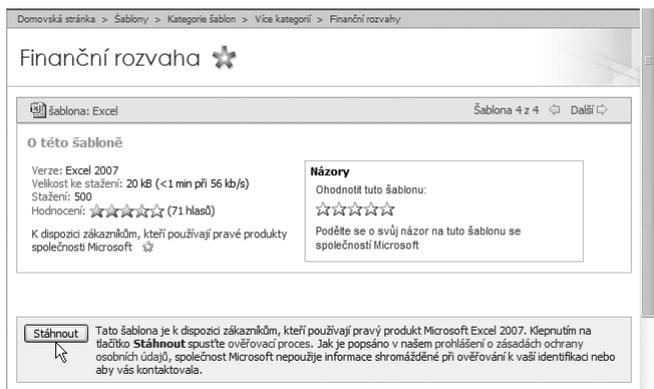 Domovská stránka > Šablony > Kategorie šablon > Více kategorií > Finanční rozvahy
Finanční rozvaha
šablona: Excel
Šablona 4 z 4 Další
O této šabloně
Verze: Excel 2007
Velikost ke stažení: 20 kB (<1 min při 56 kb/s)
Stažení: 500
Hodnocení: (71 hlasů)
K dispozici zákazníkům, kteří používají pravé produkty
společnosti Microsoft
Názory
Ohodnotit tuto šablonu:
Podělte se o svůj názor na tuto šablonu se
společností Microsoft
Stáhnout
Tato šablona je k dispozici zákazníkům, kteří používají pravý produkt Microsoft Excel 2007. Klepnutím na
tlačítko Stáhnout spusťte ověřovací proces. Jak je popsáno v našem prohlášení o zásadách ochrany
osobních údajů, společnost Microsoft nepoužije informace shromážděné při ověřování k vaší identifikaci nebo
aby vás kontaktovala.